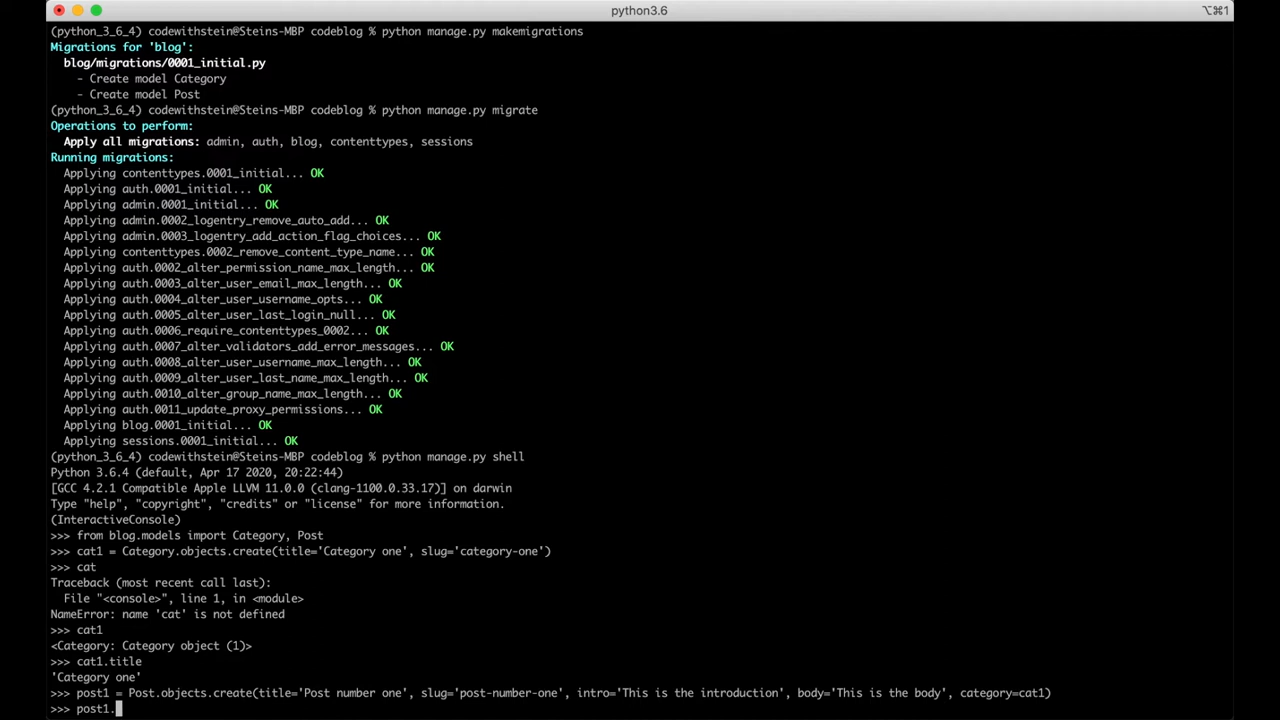 python3.6
⌥⌘1
(python_3_6_4) codewithstein@Steins-MBP codeblog % python manage.py makemigrations
Migrations for 'blog':
  blog/migrations/0001_initial.py
    - Create model Category
    - Create model Post
(python_3_6_4) codewithstein@Steins-MBP codeblog % python manage.py migrate
Operations to perform:
  Apply all migrations: admin, auth, blog, contenttypes, sessions
Running migrations:
  Applying contenttypes.0001_initial... OK
  Applying auth.0001_initial... OK
  Applying admin.0001_initial... OK
  Applying admin.0002_logentry_remove_auto_add... OK
  Applying admin.0003_logentry_add_action_flag_choices... OK
  Applying contenttypes.0002_remove_content_type_name... OK
  Applying auth.0002_alter_permission_name_max_length... OK
  Applying auth.0003_alter_user_email_max_length... OK
  Applying auth.0004_alter_user_username_opts... OK
  Applying auth.0005_alter_user_last_login_null... OK
  Applying auth.0006_require_contenttypes_0002... OK
  Applying auth.0007_alter_validators_add_error_messages... OK
  Applying auth.0008_alter_user_username_max_length... OK
  Applying auth.0009_alter_user_last_name_max_length... OK
  Applying auth.0010_alter_group_name_max_length... OK
  Applying auth.0011_update_proxy_permissions... OK
  Applying blog.0001_initial... OK
  Applying sessions.0001_initial... OK
(python_3_6_4) codewithstein@Steins-MBP codeblog % python manage.py shell
Python 3.6.4 (default, Apr 17 2020, 20:22:44)
[GCC 4.2.1 Compatible Apple LLVM 11.0.0 (clang-1100.0.33.17)] on darwin
Type "help", "copyright", "credits" or "license" for more information.
(InteractiveConsole)
>>> from blog.models import Category, Post
>>> cat1 = Category.objects.create(title='Category one', slug='category-one')
>>> cat
Traceback (most recent call last):
  File "<console>", line 1, in <module>
NameError: name 'cat' is not defined
>>> cat1
<Category: Category object (1)>
>>> cat1.title
'Category one'
>>> post1 = Post.objects.create(title='Post number one', slug='post-number-one', intro='This is the introduction', body='This is the body', category=cat1)
>>> post1.